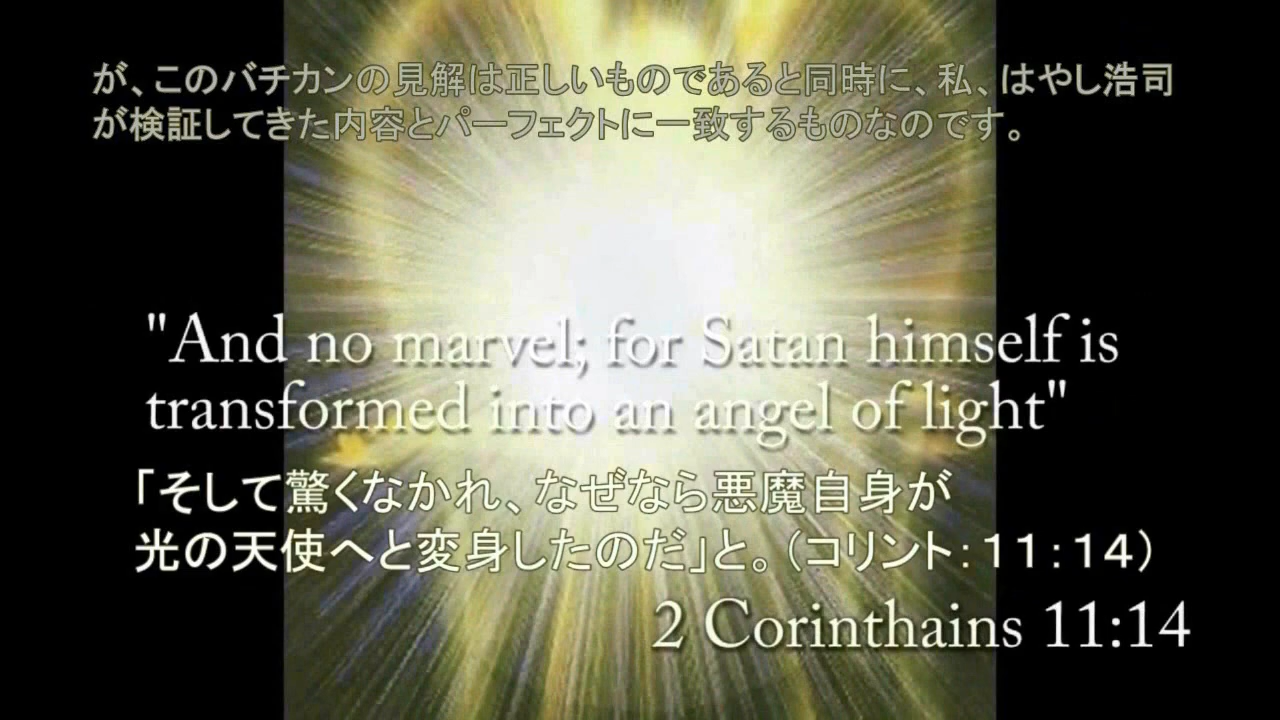 が、このバチカンの見解は正しいものであると同時に、私、はやし浩司
が検証してきた内容とパーフェクトに一致するものなのです。
"And no marvel; for Satan himself is
transformed into an angel of light"
「そして驚くなかれ、なぜなら悪魔自身が
光の天使へと変身したのだ」と。（コリント：１１：１４）
2 Corinthains 11:14